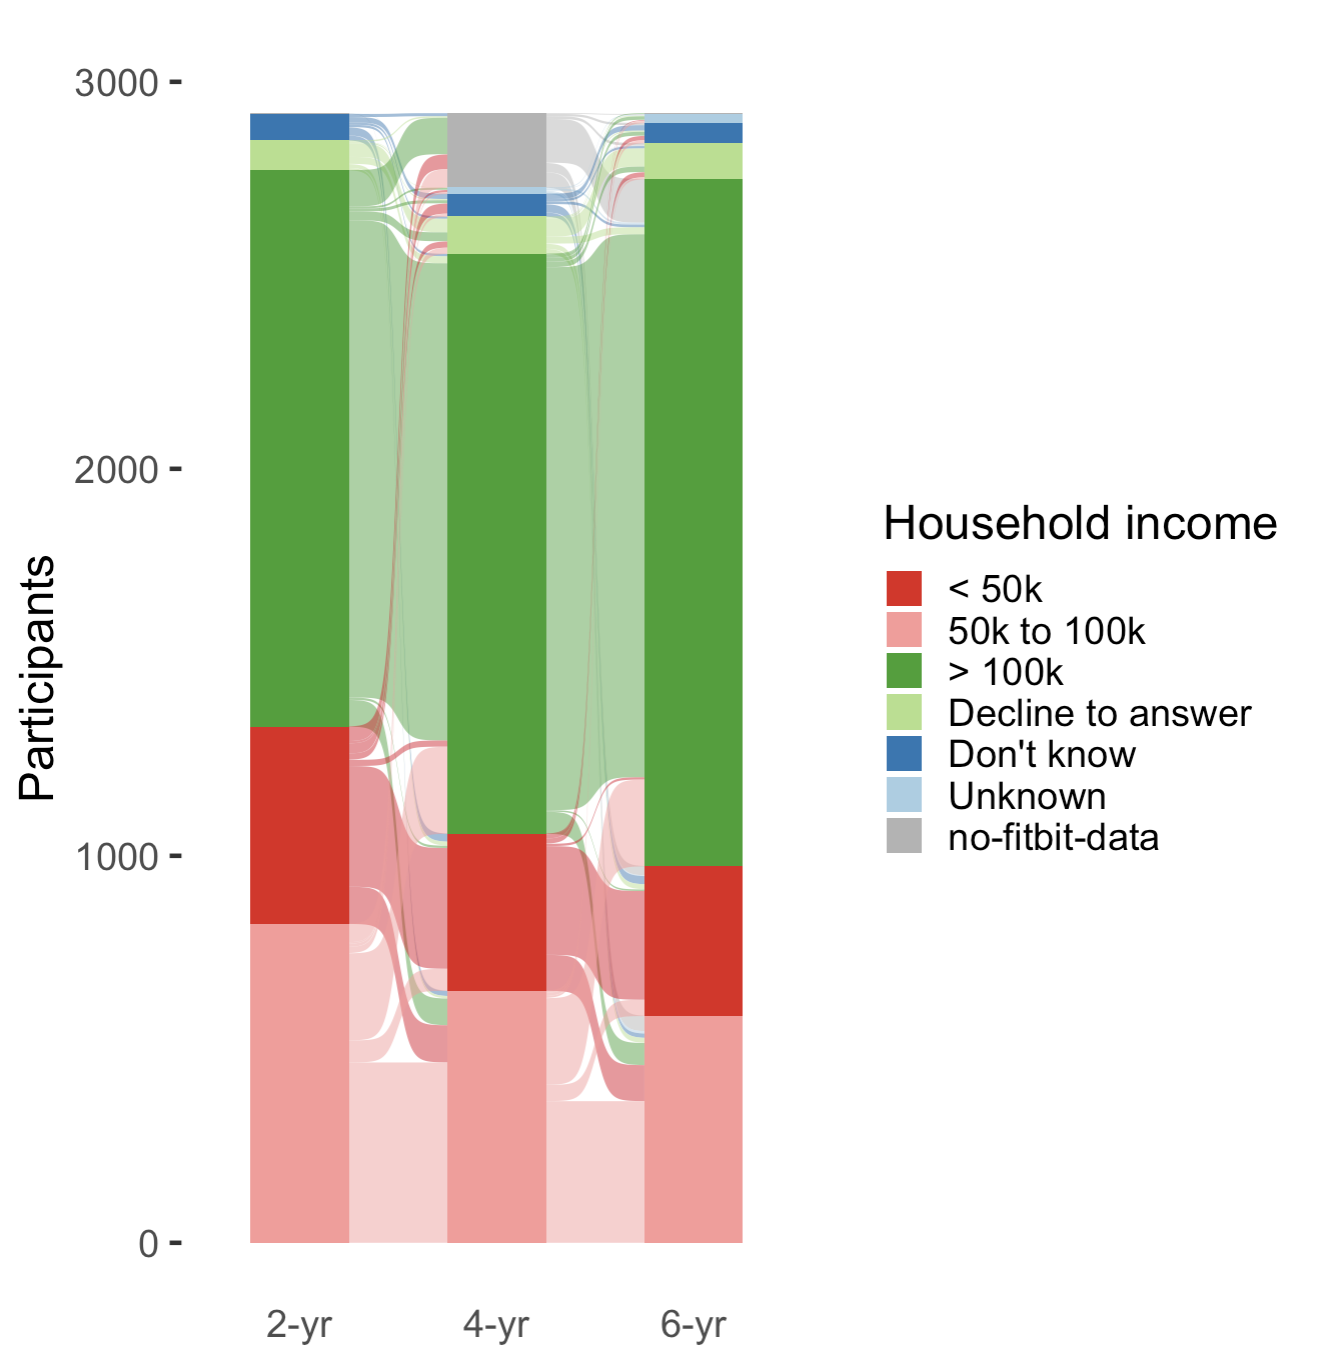 3000
2000
1000
0
Participants
2-yr
4-yr
6-yr
Household income
< 50k
50k to 100k
> 100k
Decline to answer
Don't know
Unknown
no-fitbit-data